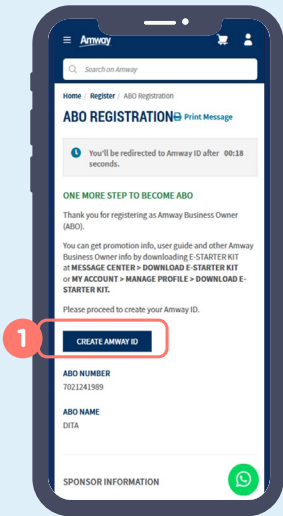 Amway
Search on Amway
Home / Register / ABO Registration
ABO REGISTRATION Print Message
You'll be redirected to Amway ID after 00:18
seconds.
ONE MORE STEP TO BECOME ABO
Thank you for registering as Amway Business Owner
(ABO).
You can get promotion info, user guide and other Amway
Business Owner info by downloading E-STARTER KIT
at MESSAGE CENTER > DOWNLOAD E-STARTER KIT
or MY ACCOUNT > MANAGE PROFILE > DOWNLOAD E-
STARTER KIT.
Please proceed to create your Amway ID.
1
CREATE AMWAY ID
ABO NUMBER
7021241989
ABO NAME
DITA
SPONSOR INFORMATION